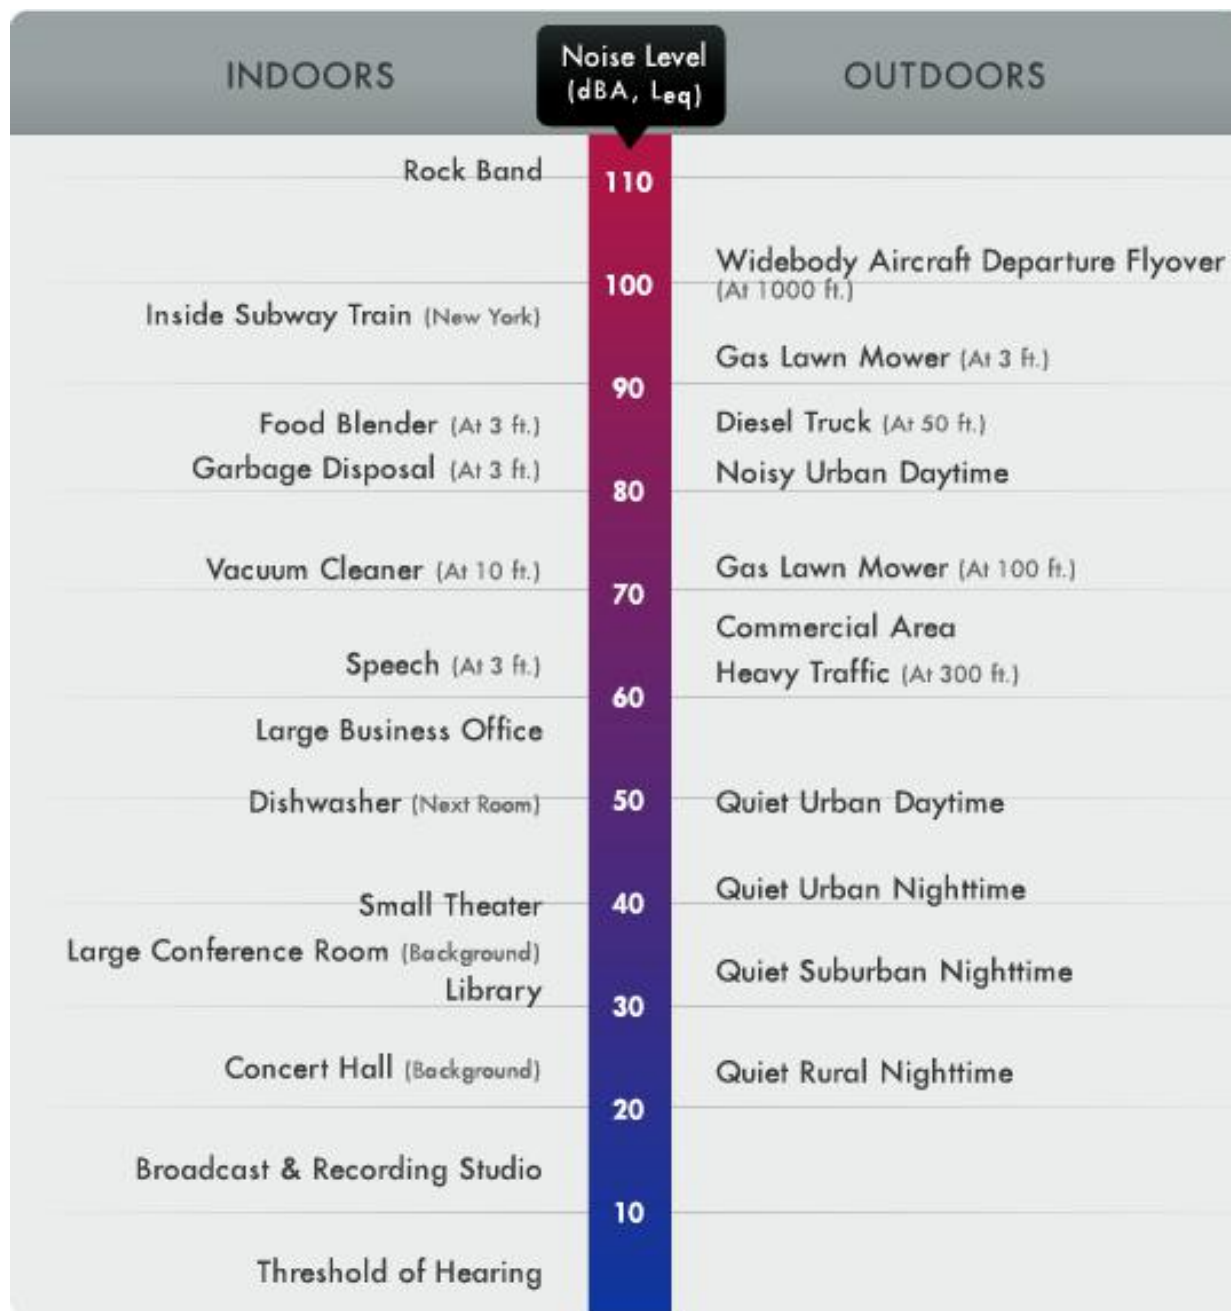 INDOORS
Noise Level
(dBA, Leq)
OUTDOORS
Rock Band
110
Widebody Aircraft Departure Flyover
100
(At 1000 ft.)
Inside Subway Train (New York)
Gas Lawn Mower (At 3 ft.)
90
Food Blender (At 3 ft.)
Diesel Truck (At 50 ft.)
Garbage Disposal (At 3 ft.)
Noisy Urban Daytime
80
Vacuum Cleaner (At 10 ft.)
Gas Lawn Mower (At 100 ft.)
70
Commercial Area
Speech (At 3 ft.)
Heavy Traffic (At 300 ft.)
60
Large Business Office
Dishwasher (Next Room)
50
Quiet Urban Daytime
Quiet Urban Nighttime
Small Theater
40
Large Conference Room (Background)
Quiet Suburban Nighttime
Library
30
Concert Hall (Background)
Quiet Rural Nighttime
20
Broadcast & Recording Studio
10
Threshold of Hearing